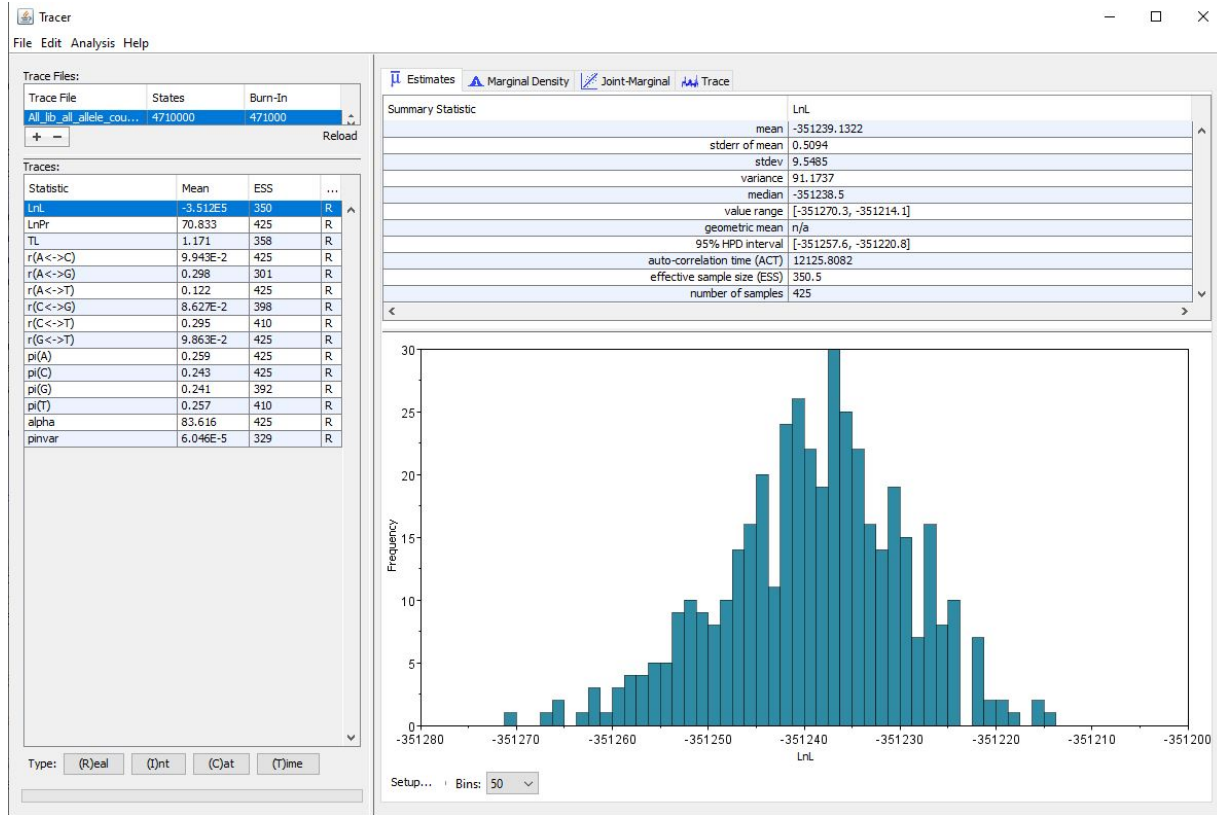 Tracer
File Edit Analysis Help
Trace Files:
Trace File States Burn-In
All_lib_all_allele_cou... 4710000 471000
+ − Reload
Traces:
Statistic Mean ESS ...
LnL -3.512E5 350 R
LnPr 70.833 425 R
TL 1.171 358 R
r(A<->C) 9.943E-2 425 R
r(A<->G) 0.298 301 R
r(A<->T) 0.122 425 R
r(C<->G) 8.627E-2 398 R
r(C<->T) 0.295 410 R
r(G<->T) 9.863E-2 425 R
pi(A) 0.259 425 R
pi(C) 0.243 425 R
pi(G) 0.241 392 R
pi(T) 0.257 410 R
alpha 83.616 425 R
pinvar 6.046E-5 329 R
Type: (R)eal (I)nt (C)at (T)ime
Estimates Marginal Density Joint-Marginal Trace
Summary Statistic LnL
mean -351239.1322
stderr of mean 0.5094
stdev 9.5485
variance 91.1737
median -351238.5
value range [-351270.3, -351214.1]
geometric mean n/a
95% HPD interval [-351257.6, -351220.8]
auto-correlation time (ACT) 12125.8082
effective sample size (ESS) 350.5
number of samples 425
30
25
20
15
10
5
0
Frequency
-351280 -351270 -351260 -351250 -351240 -351230 -351220 -351210 -351200
LnL
Setup... Bins: 50